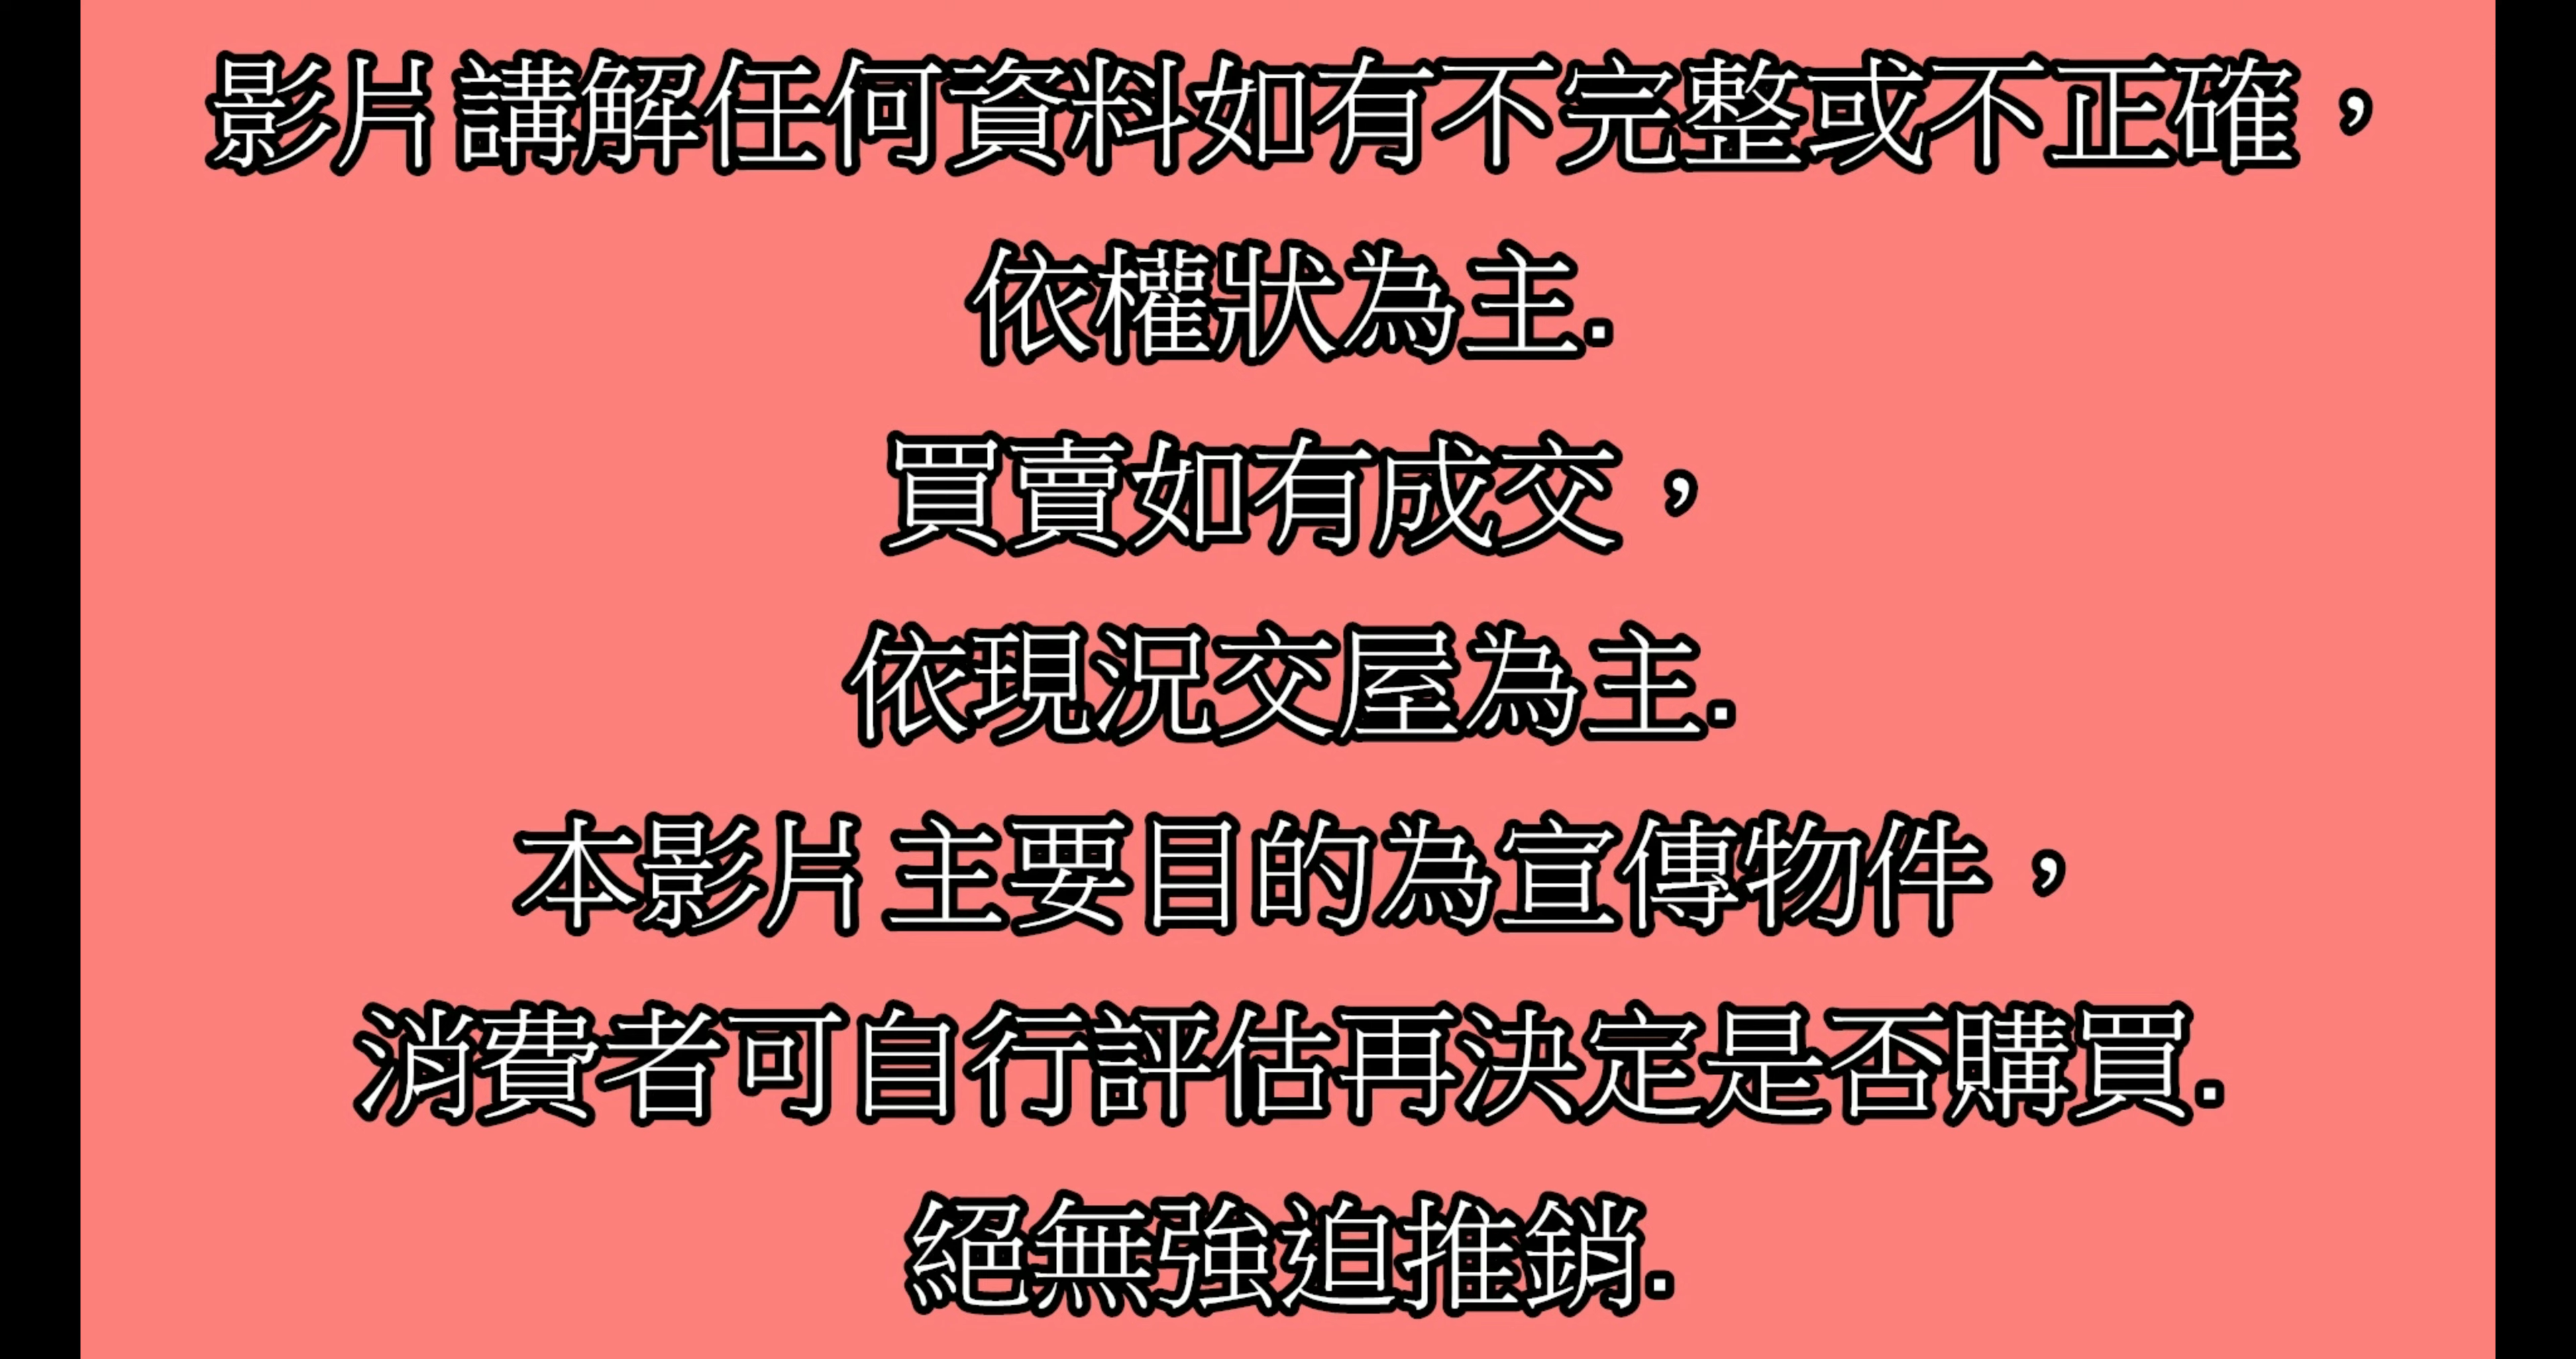 影片講解任何資料如有不完整或不正確，
依權狀為主.
買賣如有成交，
依現況交屋為主.
本影片主要目的為宣傳物件，
消費者可自行評估再決定是否購買.
絕無強迫推銷.